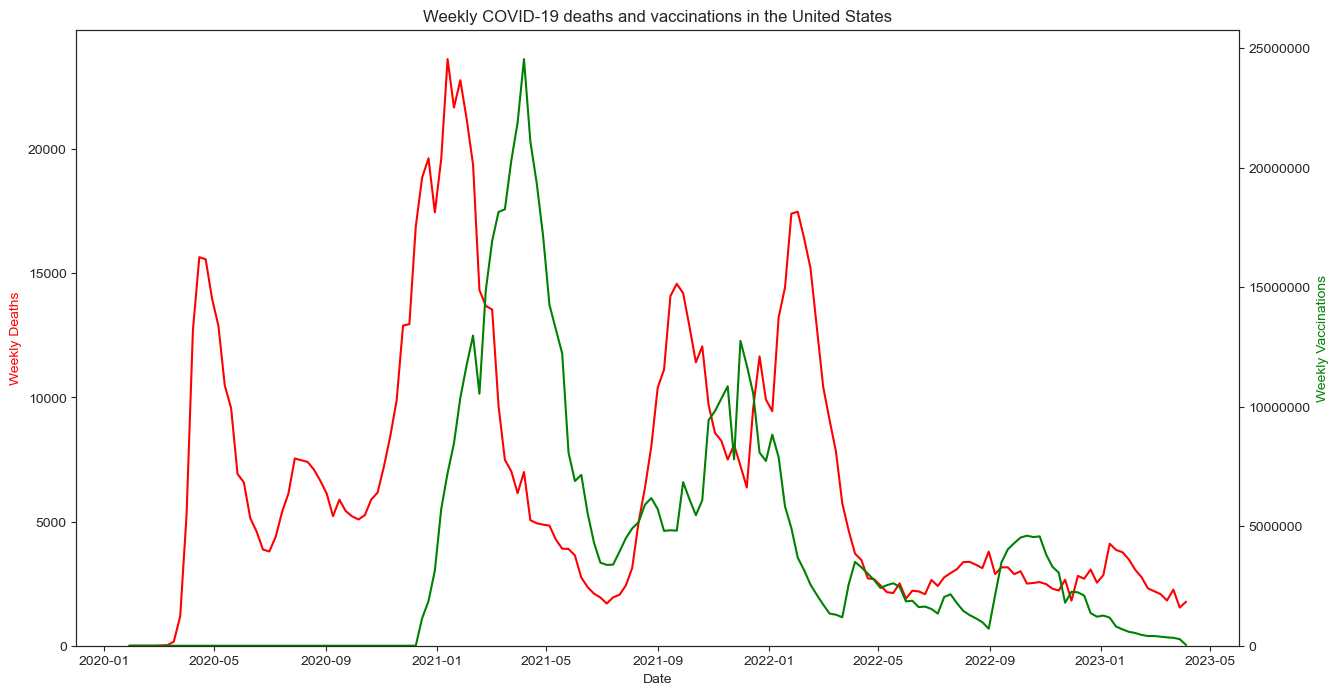 Weekly COVID-19 deaths and vaccinations in the United States
Weekly Deaths
20000
15000
10000
5000
0
25000000
20000000
15000000
10000000
5000000
0
Weekly Vaccinations
2020-01 2020-05 2020-09 2021-01 2021-05 2021-09 2022-01 2022-05 2022-09 2023-01 2023-05
Date